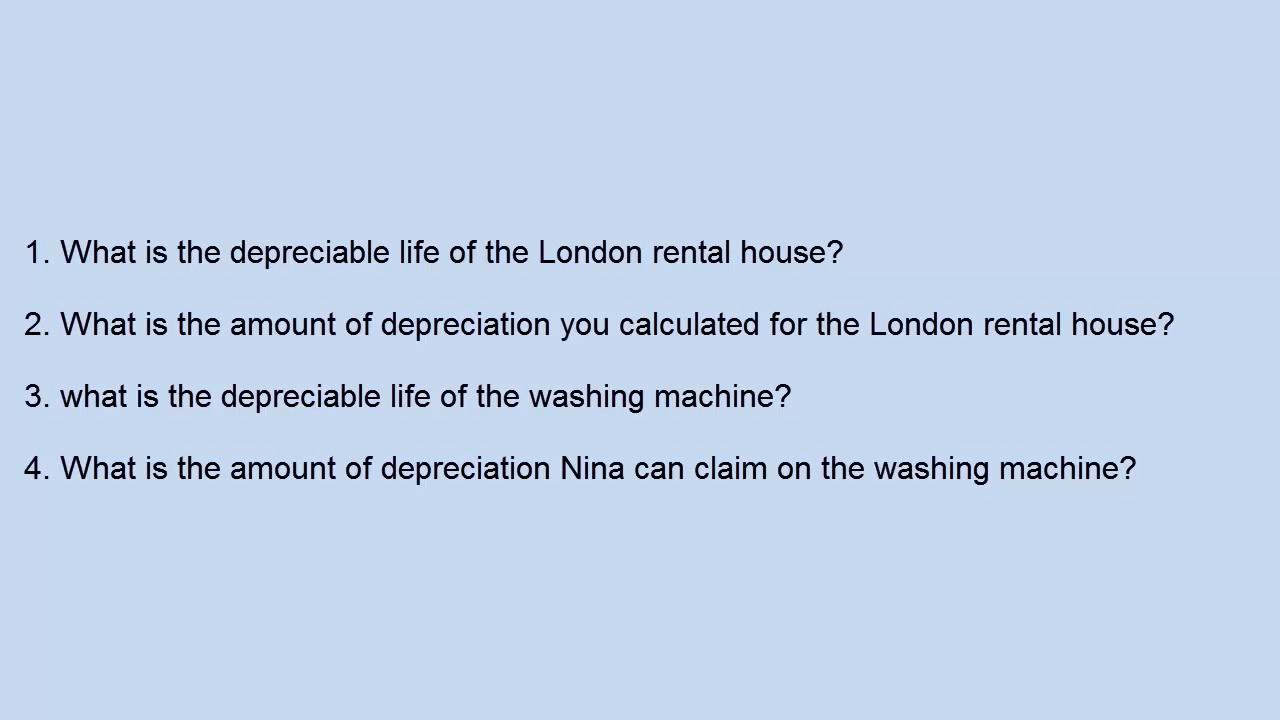 1. What is the depreciable life of the London rental house?
2. What is the amount of depreciation you calculated for the London rental house?
3. what is the depreciable life of the washing machine?
4. What is the amount of depreciation Nina can claim on the washing machine?